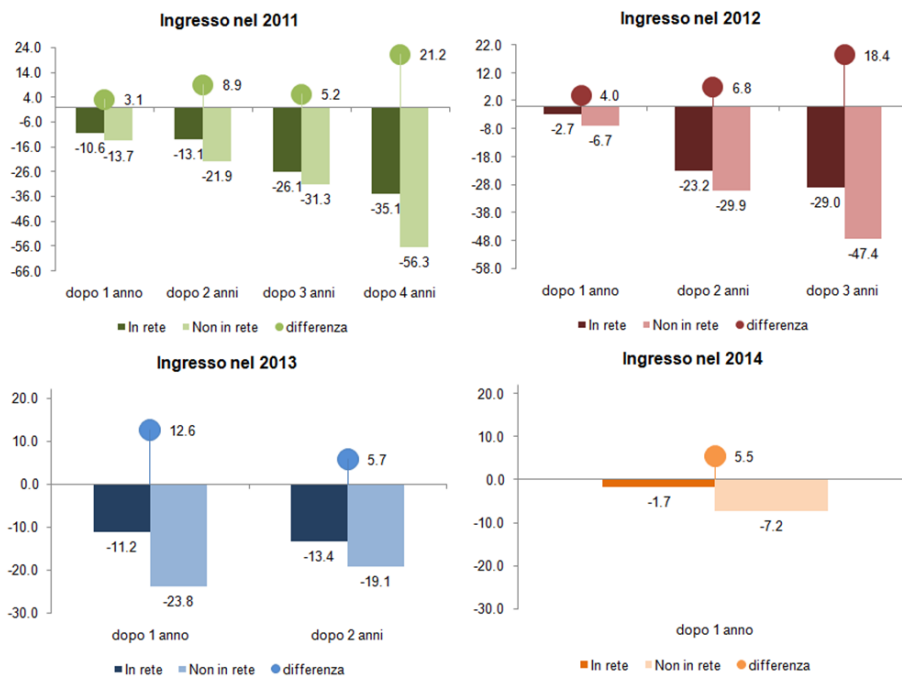 Ingresso nel 2011
24.0
14.0
4.0
-6.0
-16.0
-26.0
-36.0
-46.0
-56.0
-66.0
3.1
8.9
5.2
21.2
-10.6
-13.7
-13.1
-21.9
-26.1
-31.3
-35.1
-56.3
dopo 1 anno
dopo 2 anni
dopo 3 anni
dopo 4 anni
In rete
Non in rete
differenza
Ingresso nel 2012
22.0
12.0
2.0
-8.0
-18.0
-28.0
-38.0
-48.0
-58.0
4.0
6.8
18.4
-2.7
-6.7
-23.2
-29.9
-29.0
-47.4
dopo 1 anno
dopo 2 anni
dopo 3 anni
In rete
Non in rete
differenza
Ingresso nel 2013
20.0
10.0
0.0
-10.0
-20.0
-30.0
12.6
5.7
-11.2
-23.8
-13.4
-19.1
dopo 1 anno
dopo 2 anni
In rete
Non in rete
differenza
Ingresso nel 2014
20.0
10.0
0.0
-10.0
-20.0
-30.0
5.5
-1.7
-7.2
dopo 1 anno
In rete
Non in rete
differenza